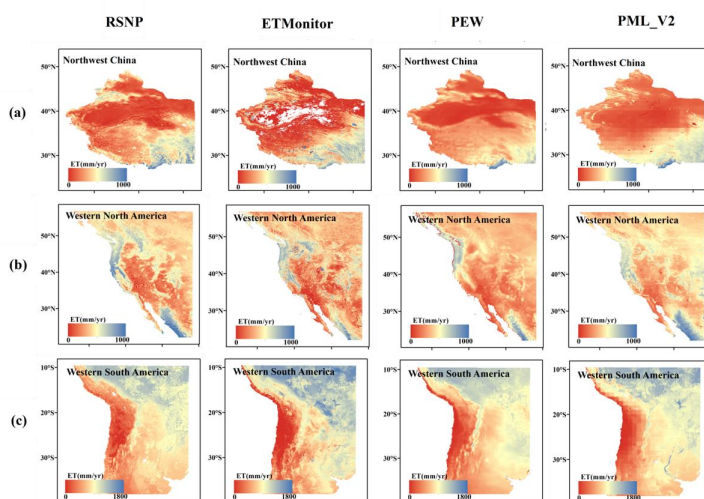 RSNP ETMonitor PEW PML_V2
(a)
50°N Northwest China 50°N Northwest China 50°N Northwest China 50°N Northwest China
40°N 40°N 40°N 40°N
30°N 30°N 30°N 30°N
ET(mm/yr) ET(mm/yr) ET(mm/yr) ET(mm/yr)
0 1000 0 1000 0 1000 0 1000
(b)
Western North America Western North America Western North America Western North America
50°N 50°N 50°N 50°N
40°N 40°N 40°N 40°N
30°N 30°N 30°N 30°N
ET(mm/yr) ET(mm/yr) ET(mm/yr) ET(mm/yr)
0 1000 0 1000 0 1000 0 1000
(c)
10°N 10°N 10°N 10°N
Western South America Western South America Western South America Western South America
20°N 20°N 20°N 20°N
30°S 30°S 30°S 30°S
ET(mm/yr) ET(mm/yr) ET(mm/yr) ET(mm/yr)
0 1800 0 1800 0 1800 0 1800